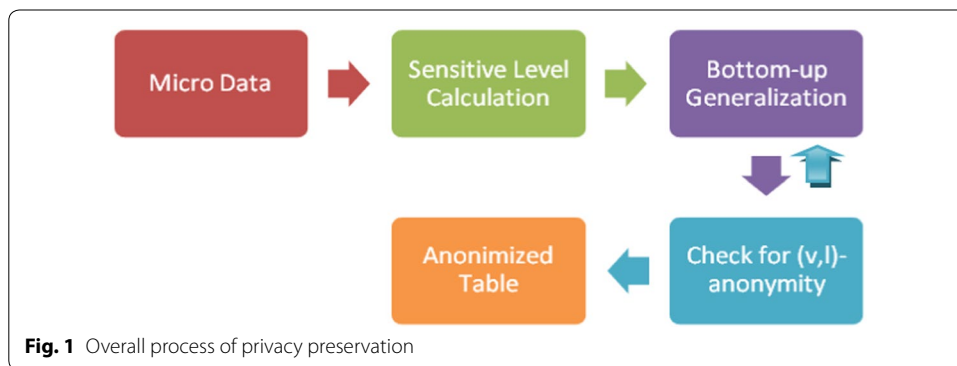 Micro Data
Sensitive Level
Calculation
Bottom-up
Generalization
Check for (v,l)-
anonymity
Anonimized
Table
Fig. 1 Overall process of privacy preservation